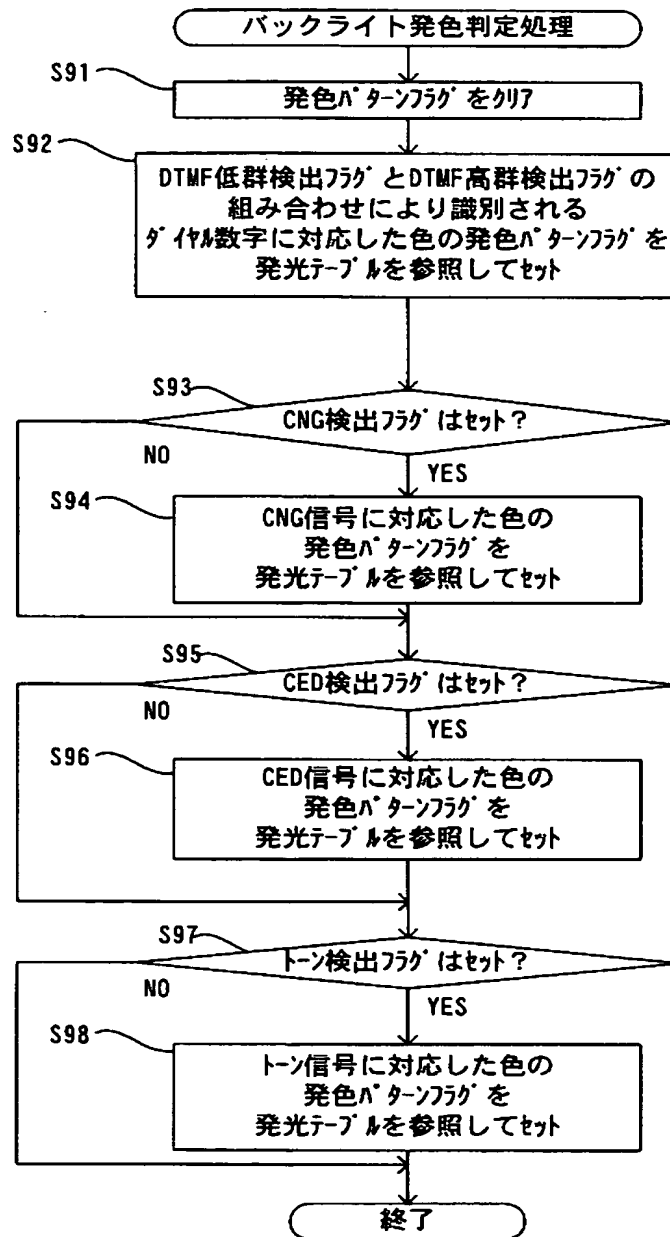 バックライト発色判定処理
S91
発色ﾊﾟﾀｰﾝﾌﾗｸﾞをｸﾘｱ
S92
DTMF低群検出ﾌﾗｸﾞとDTMF高群検出ﾌﾗｸﾞの
組み合わせにより識別される
ﾀﾞｲﾔﾙ数字に対応した色の発色ﾊﾟﾀｰﾝﾌﾗｸﾞを
発光ﾃｰﾌﾞﾙを参照してｾｯﾄ
S93
CNG検出ﾌﾗｸﾞはｾｯﾄ？
NO
YES
S94
CNG信号に対応した色の
発色ﾊﾟﾀｰﾝﾌﾗｸﾞを
発光ﾃｰﾌﾞﾙを参照してｾｯﾄ
S95
CED検出ﾌﾗｸﾞはｾｯﾄ？
NO
YES
S96
CED信号に対応した色の
発色ﾊﾟﾀｰﾝﾌﾗｸﾞを
発光ﾃｰﾌﾞﾙを参照してｾｯﾄ
S97
ﾄｰﾝ検出ﾌﾗｸﾞはｾｯﾄ？
NO
YES
S98
ﾄｰﾝ信号に対応した色の
発色ﾊﾟﾀｰﾝﾌﾗｸﾞを
発光ﾃｰﾌﾞﾙを参照してｾｯﾄ
終了